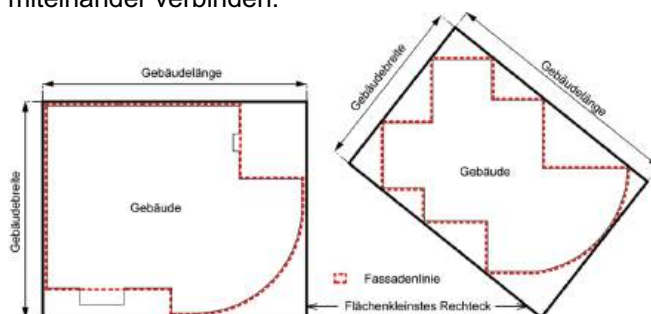 miteinander verbinden.
Gebäudelänge
Gebäudebreite
Gebäude
Gebäudebreite
Gebäudelänge
Gebäude
Fassadenlinie
Flächenkleinstes Rechteck